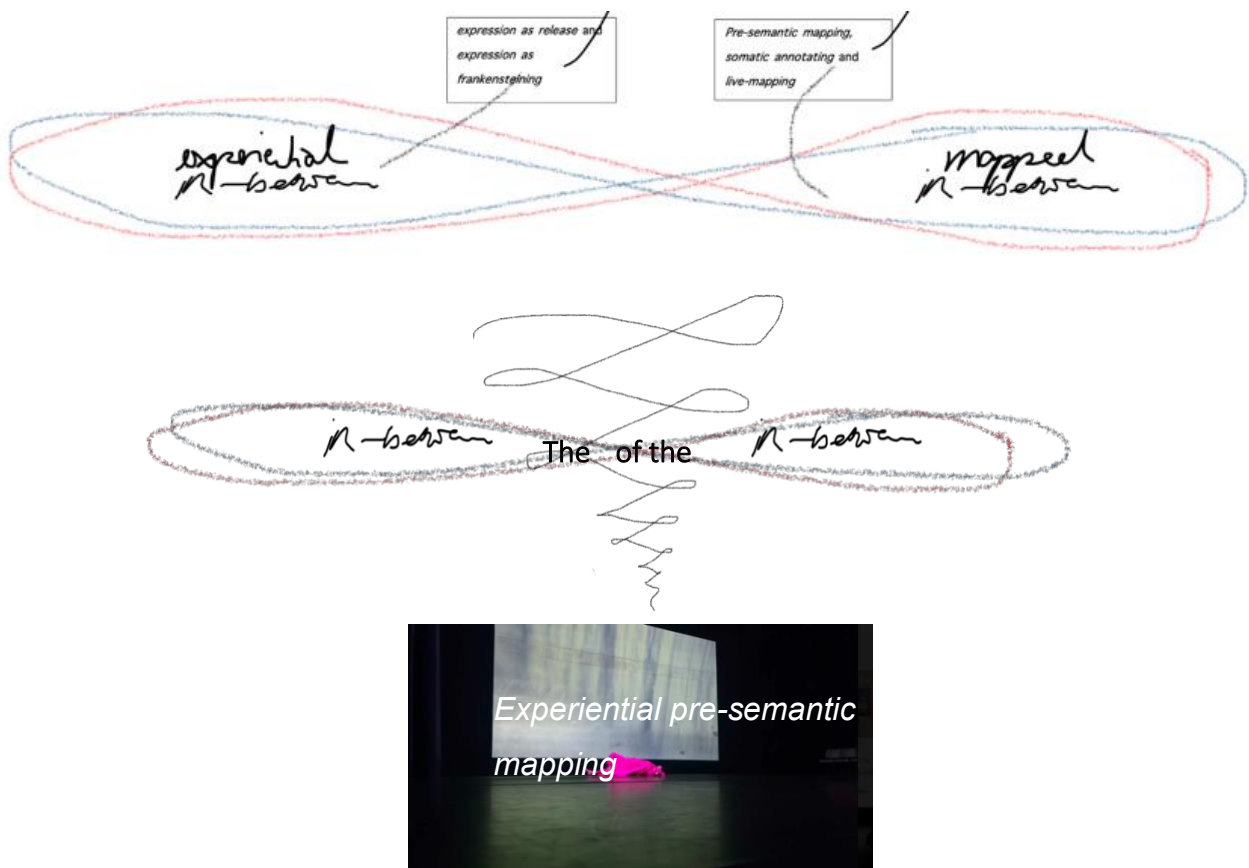 expression as release and
expression as
frankensteining
Pre-semantic mapping,
somatic annotating and
live-mapping
experiential
in-between
mapped
in-between
in-between
The of the
in-between
Experiential pre-semantic
mapping